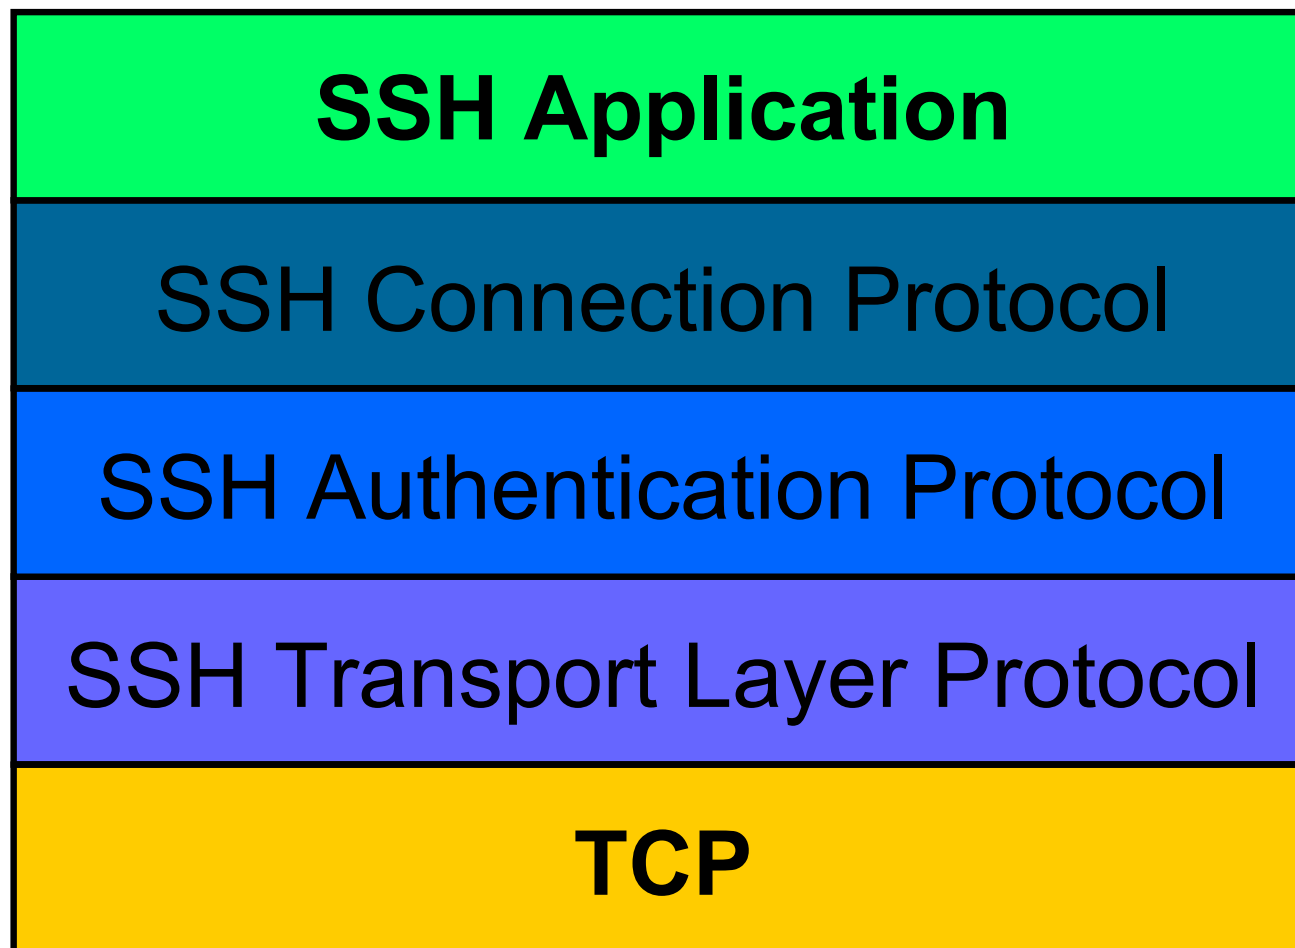 SSH Application
SSH Connection Protocol
SSH Authentication Protocol
SSH Transport Layer Protocol
TCP